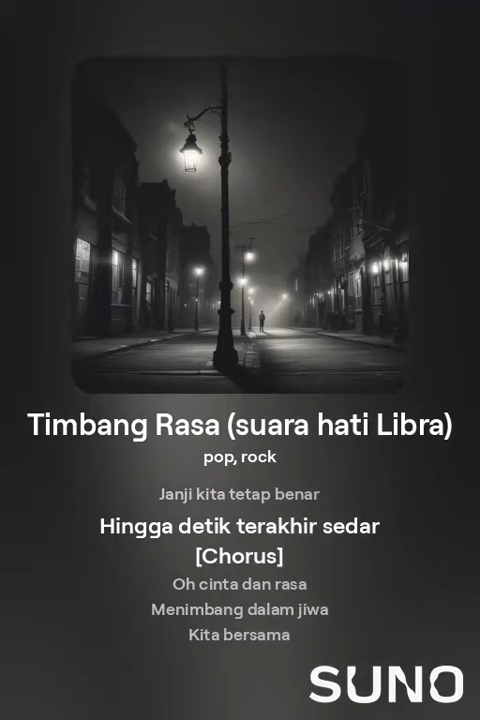 Timbang Rasa (suara hati Libra)
pop, rock
Janji kita tetap benar
Hingga detik terakhir sedar
[Chorus]
Oh cinta dan rasa
Menimbang dalam jiwa
Kita bersama
SUNO